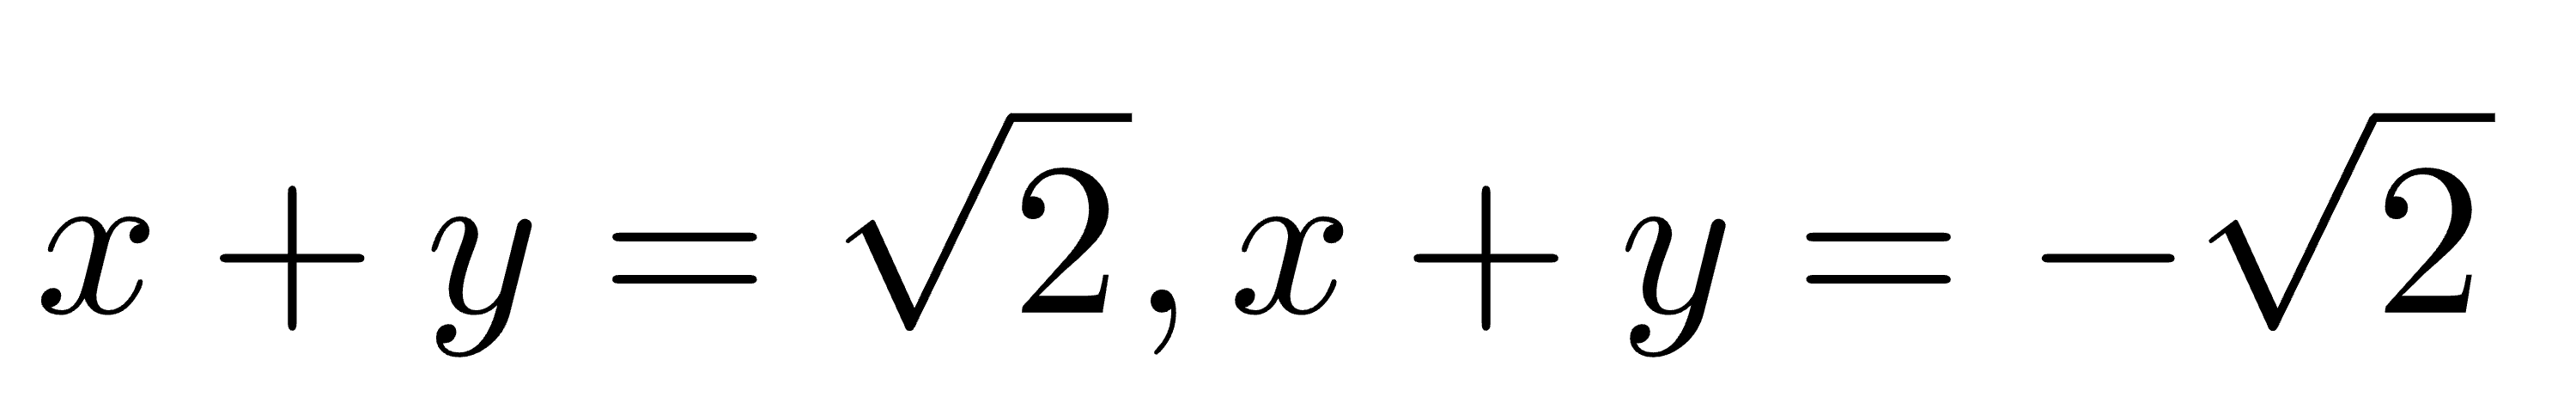 x + y = √2, x + y = −√2